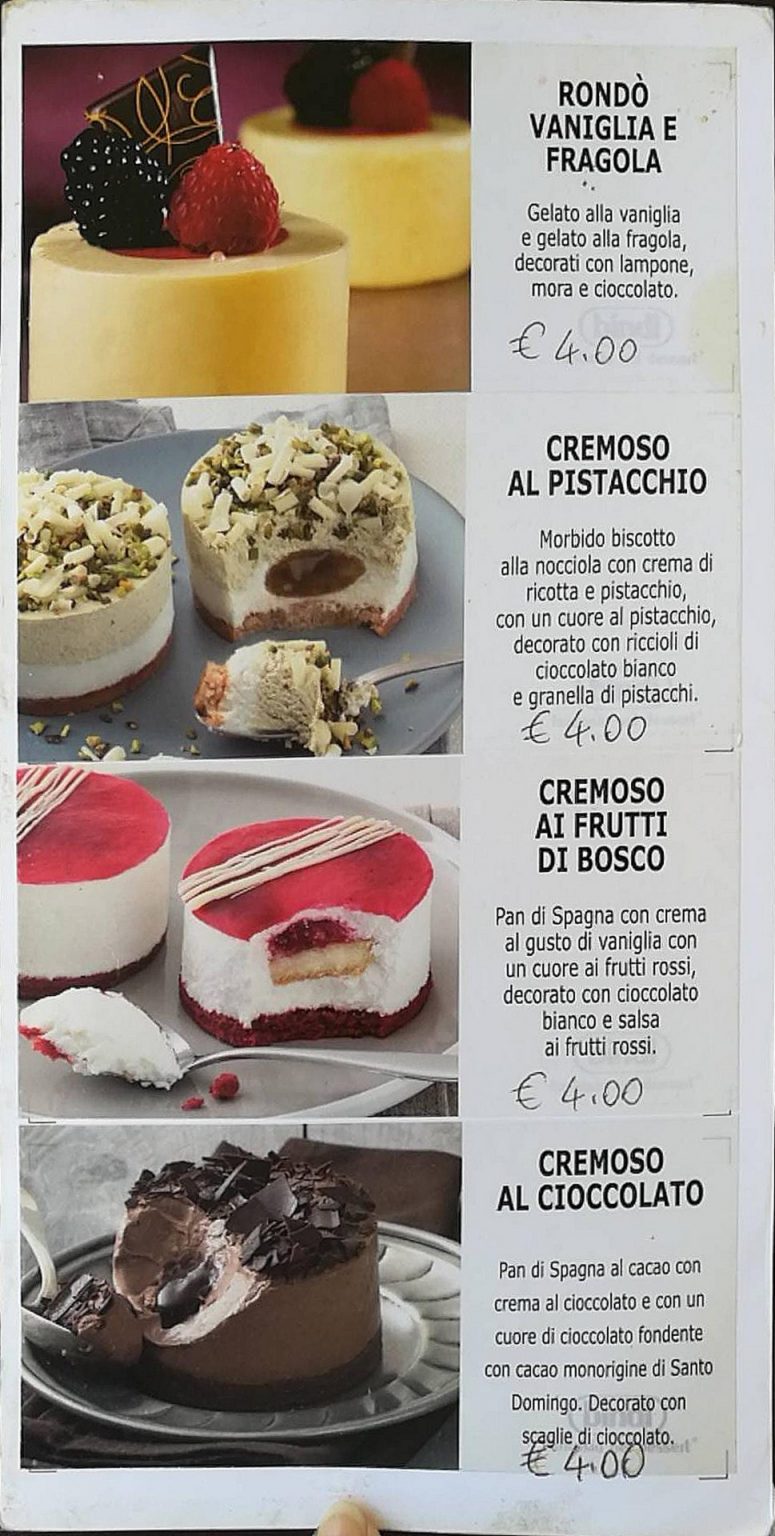 RONDÒ
VANIGLIA E
FRAGOLA
Gelato alla vaniglia
e gelato alla fragola,
decorati con lampone,
mora e cioccolato.
€ 4.00
CREMOSO
AL PISTACCHIO
Morbido biscotto
alla nocciola con crema di
ricotta e pistacchio,
con un cuore al pistacchio,
decorato con riccioli di
cioccolato bianco
e granella di pistacchi.
€ 4.00
CREMOSO
AI FRUTTI
DI BOSCO
Pan di Spagna con crema
al gusto di vaniglia con
un cuore ai frutti rossi,
decorato con cioccolato
bianco e salsa
ai frutti rossi.
€ 4.00
CREMOSO
AL CIOCCOLATO
Pan di Spagna al cacao con
crema al cioccolato e con un
cuore di cioccolato fondente
con cacao monorigine di Santo
Domingo. Decorato con
scaglie di cioccolato.
€ 4.00